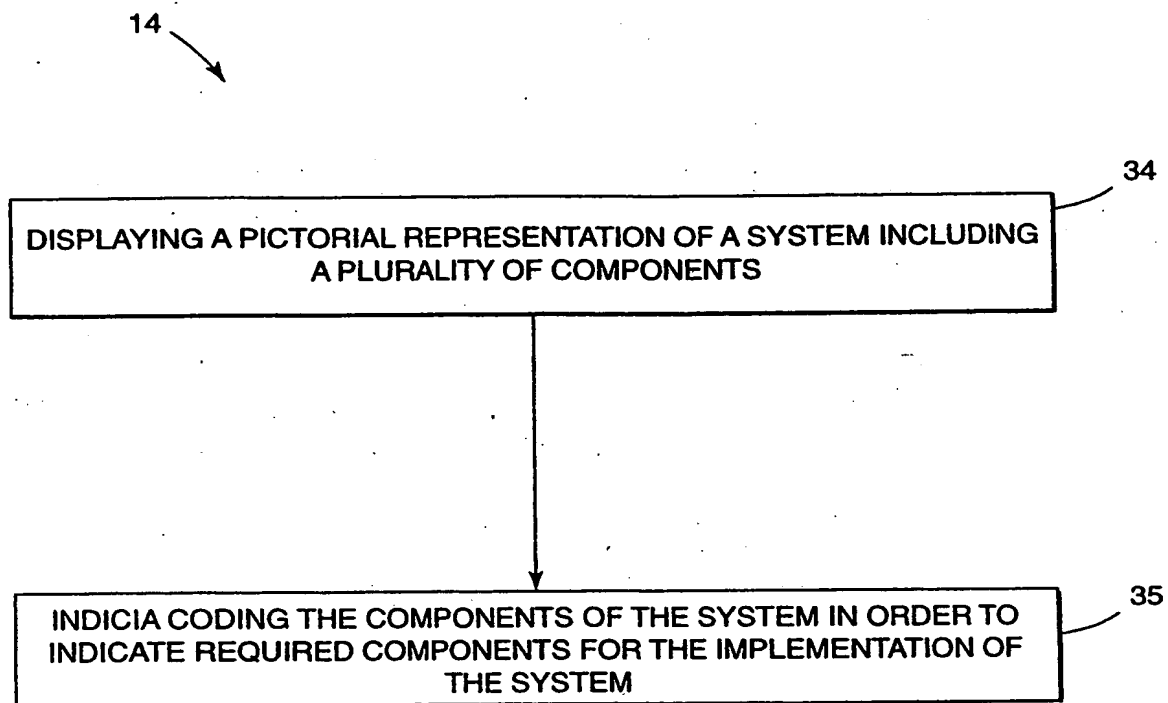 14
34
DISPLAYING A PICTORIAL REPRESENTATION OF A SYSTEM INCLUDING
A PLURALITY OF COMPONENTS
35
INDICIA CODING THE COMPONENTS OF THE SYSTEM IN ORDER TO
INDICATE REQUIRED COMPONENTS FOR THE IMPLEMENTATION OF
THE SYSTEM